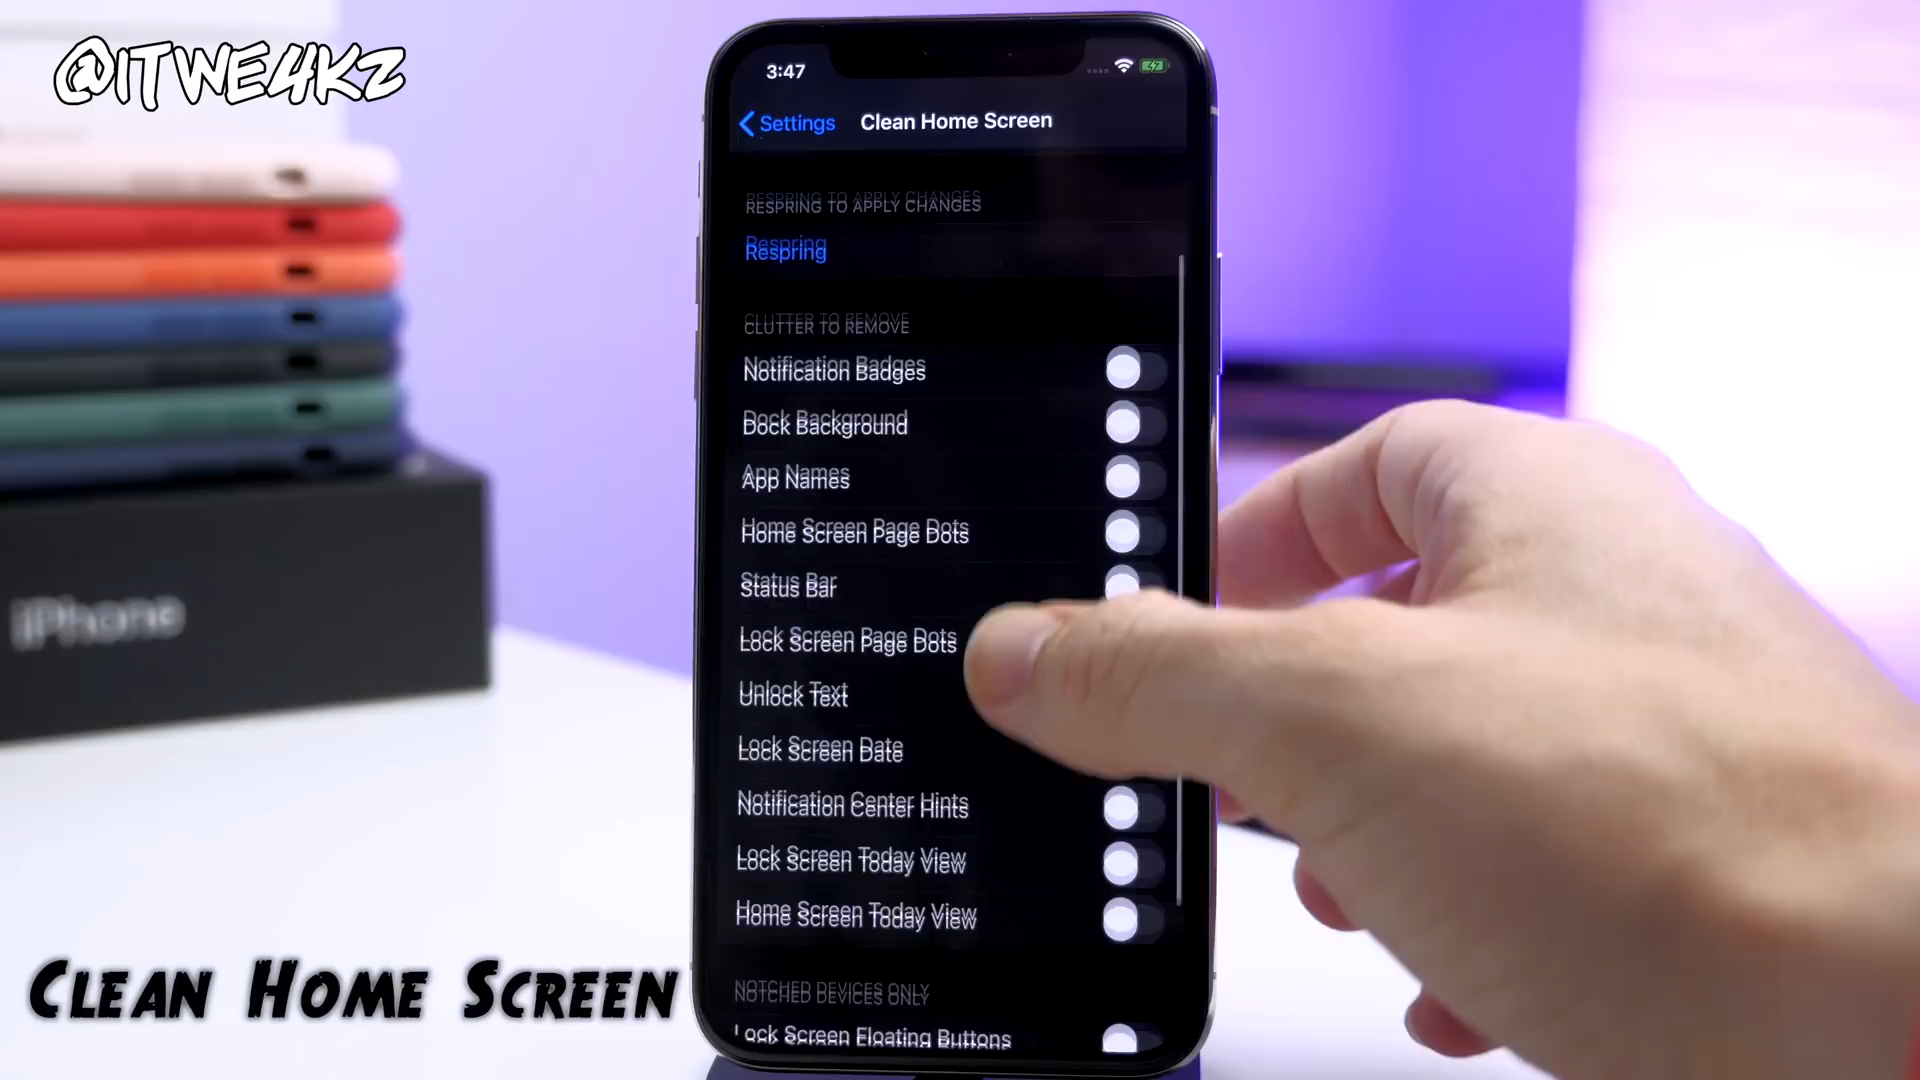 @iTWE4KZ
3:47
Settings
Clean Home Screen
RESPRING TO APPLY CHANGES
Respring
CLUTTER TO REMOVE
Notification Badges
Dock Background
App Names
Home Screen Page Dots
Status Bar
Lock Screen Page Dots
Unlock Text
Lock Screen Date
Notification Center Hints
Lock Screen Today View
Home Screen Today View
NOTCHED DEVICES ONLY
Lock Screen Floating Buttons
iPhone
CLEAN HOME SCREEN